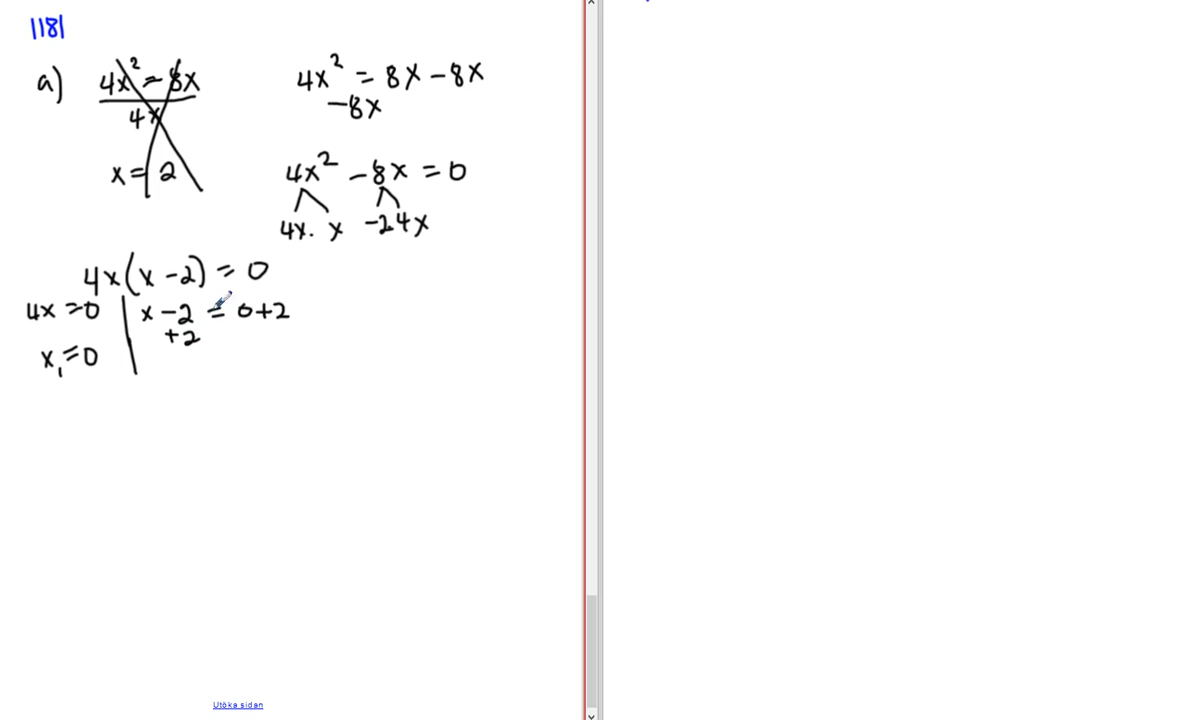 1181
a) 4x² = 8x
4x
x = 2
4x² = 8x - 8x
-8x
4x² - 8x = 0
4x · x -2 4x
4x(x - 2) = 0
4x = 0 | x - 2 = 0 + 2
+2
x₁ = 0
Utöka sidan